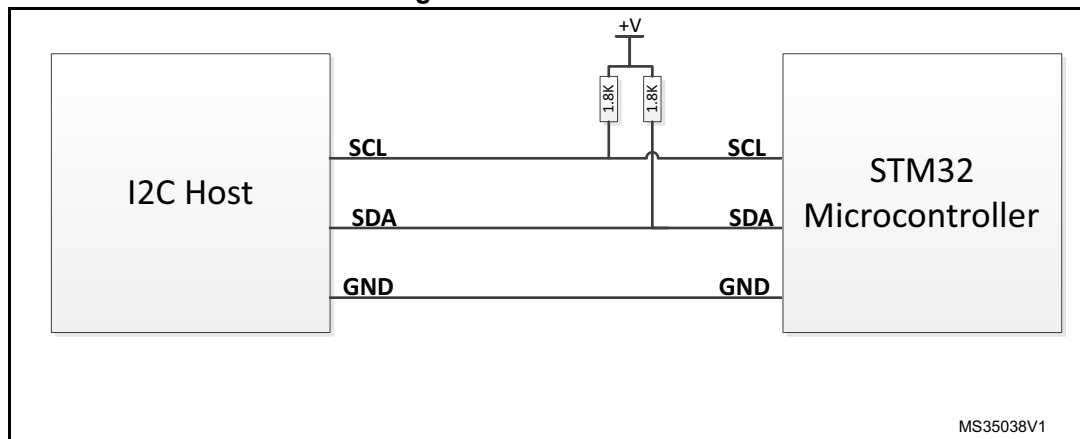 +V
1.8K
1.8K
SCL
SCL
I2C Host
STM32
Microcontroller
SDA
SDA
GND
GND
MS35038V1